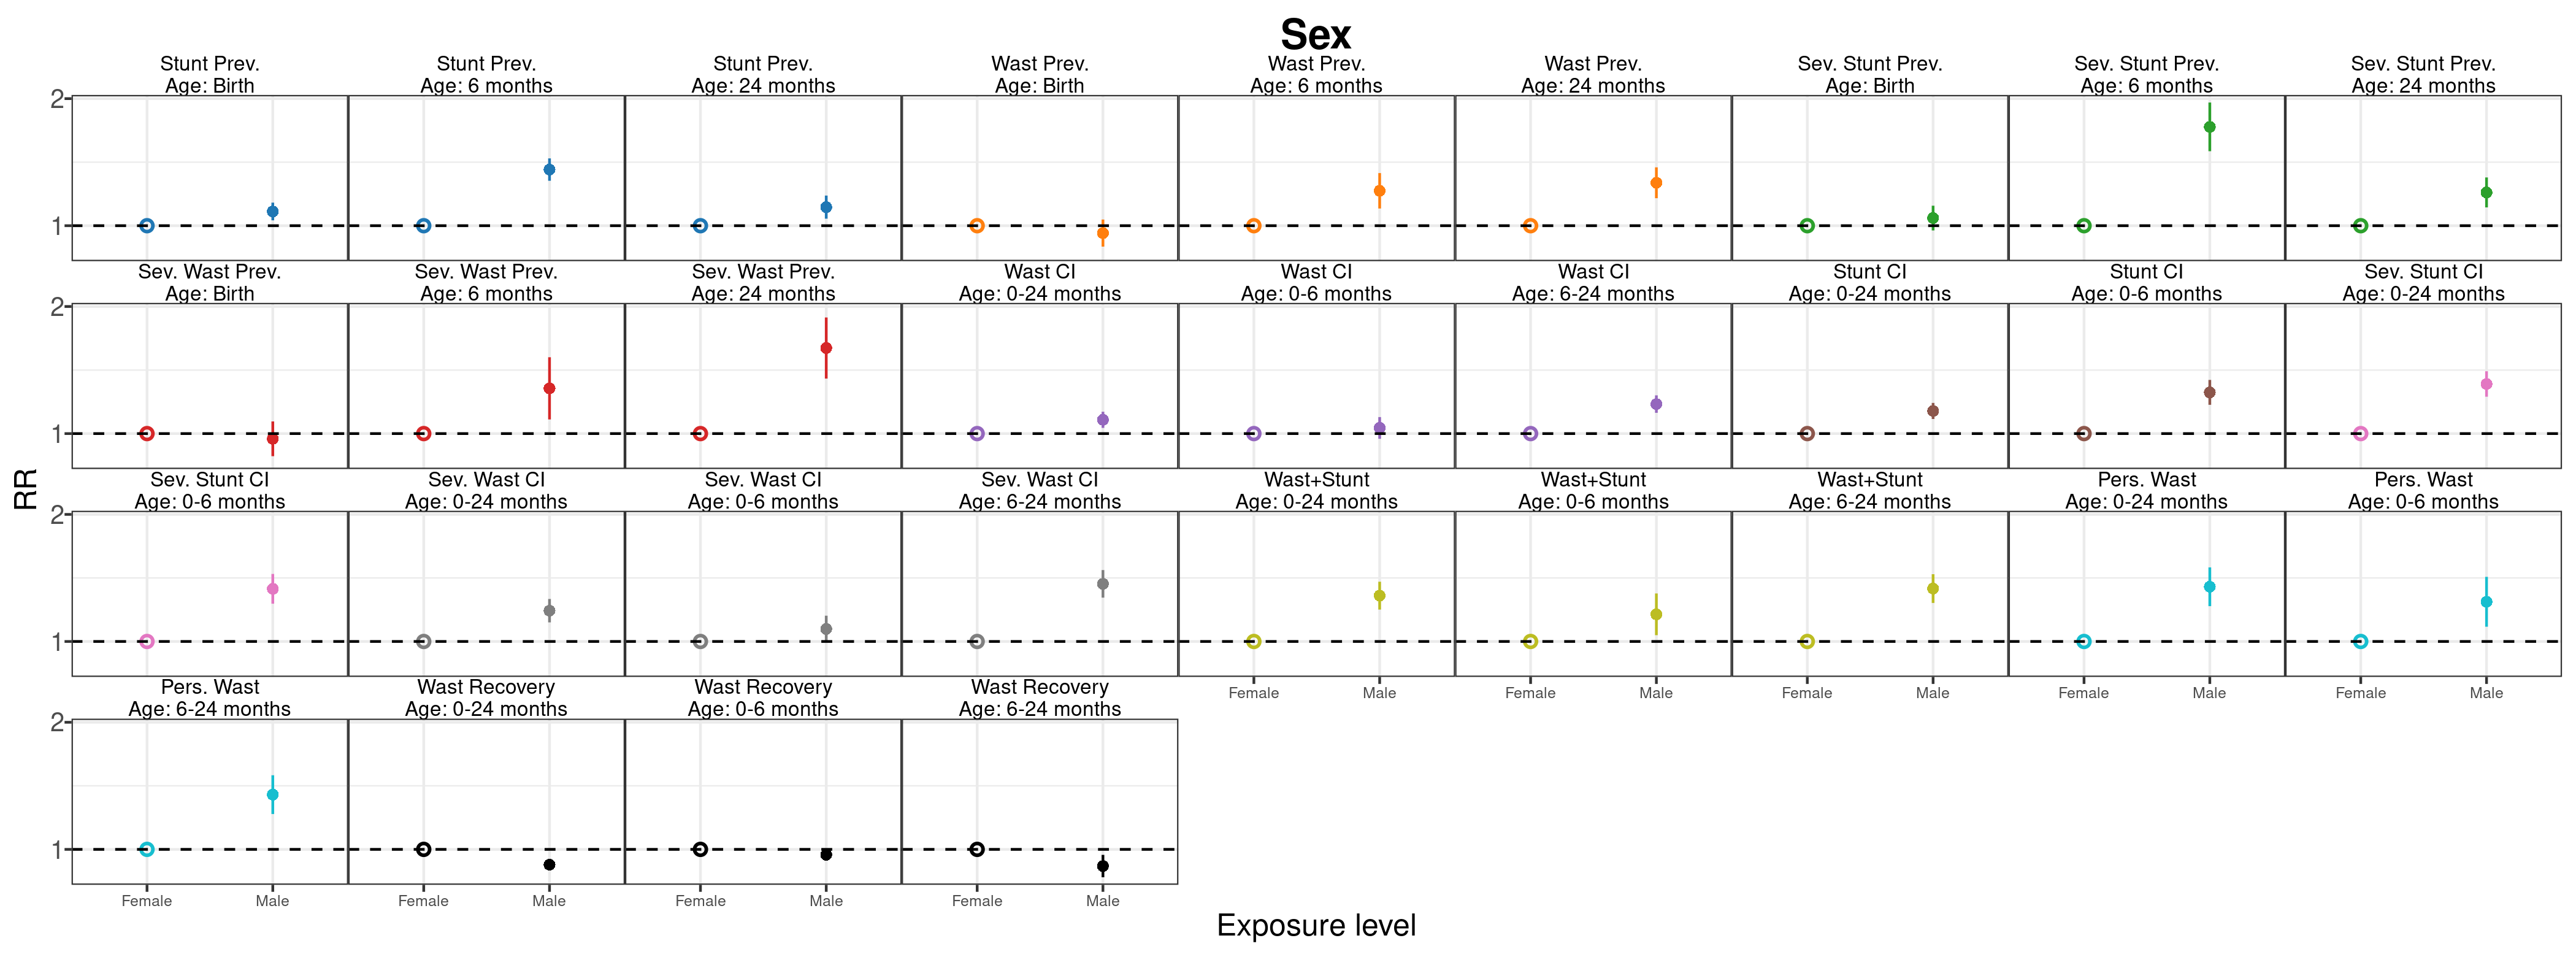 Sex
Stunt Prev. Stunt Prev. Stunt Prev. Wast Prev. Wast Prev. Wast Prev. Sev. Stunt Prev. Sev. Stunt Prev. Sev. Stunt Prev.
Age: Birth Age: 6 months Age: 24 months Age: Birth Age: 6 months Age: 24 months Age: Birth Age: 6 months Age: 24 months
2
1
Sev. Wast Prev. Sev. Wast Prev. Sev. Wast Prev. Wast CI Wast CI Wast CI Stunt CI Stunt CI Sev. Stunt CI
Age: Birth Age: 6 months Age: 24 months Age: 0-24 months Age: 0-6 months Age: 6-24 months Age: 0-24 months Age: 0-6 months Age: 0-24 months
2
1
RR
Sev. Stunt CI Sev. Wast CI Sev. Wast CI Sev. Wast CI Wast+Stunt Wast+Stunt Wast+Stunt Pers. Wast Pers. Wast
Age: 0-6 months Age: 0-24 months Age: 0-6 months Age: 6-24 months Age: 0-24 months Age: 0-6 months Age: 6-24 months Age: 0-24 months Age: 0-6 months
2
1
Female Male Female Male Female Male Female Male Female Male
Pers. Wast Wast Recovery Wast Recovery Wast Recovery
Age: 6-24 months Age: 0-24 months Age: 0-6 months Age: 6-24 months
2
1
Female Male Female Male Female Male Female Male
Exposure level